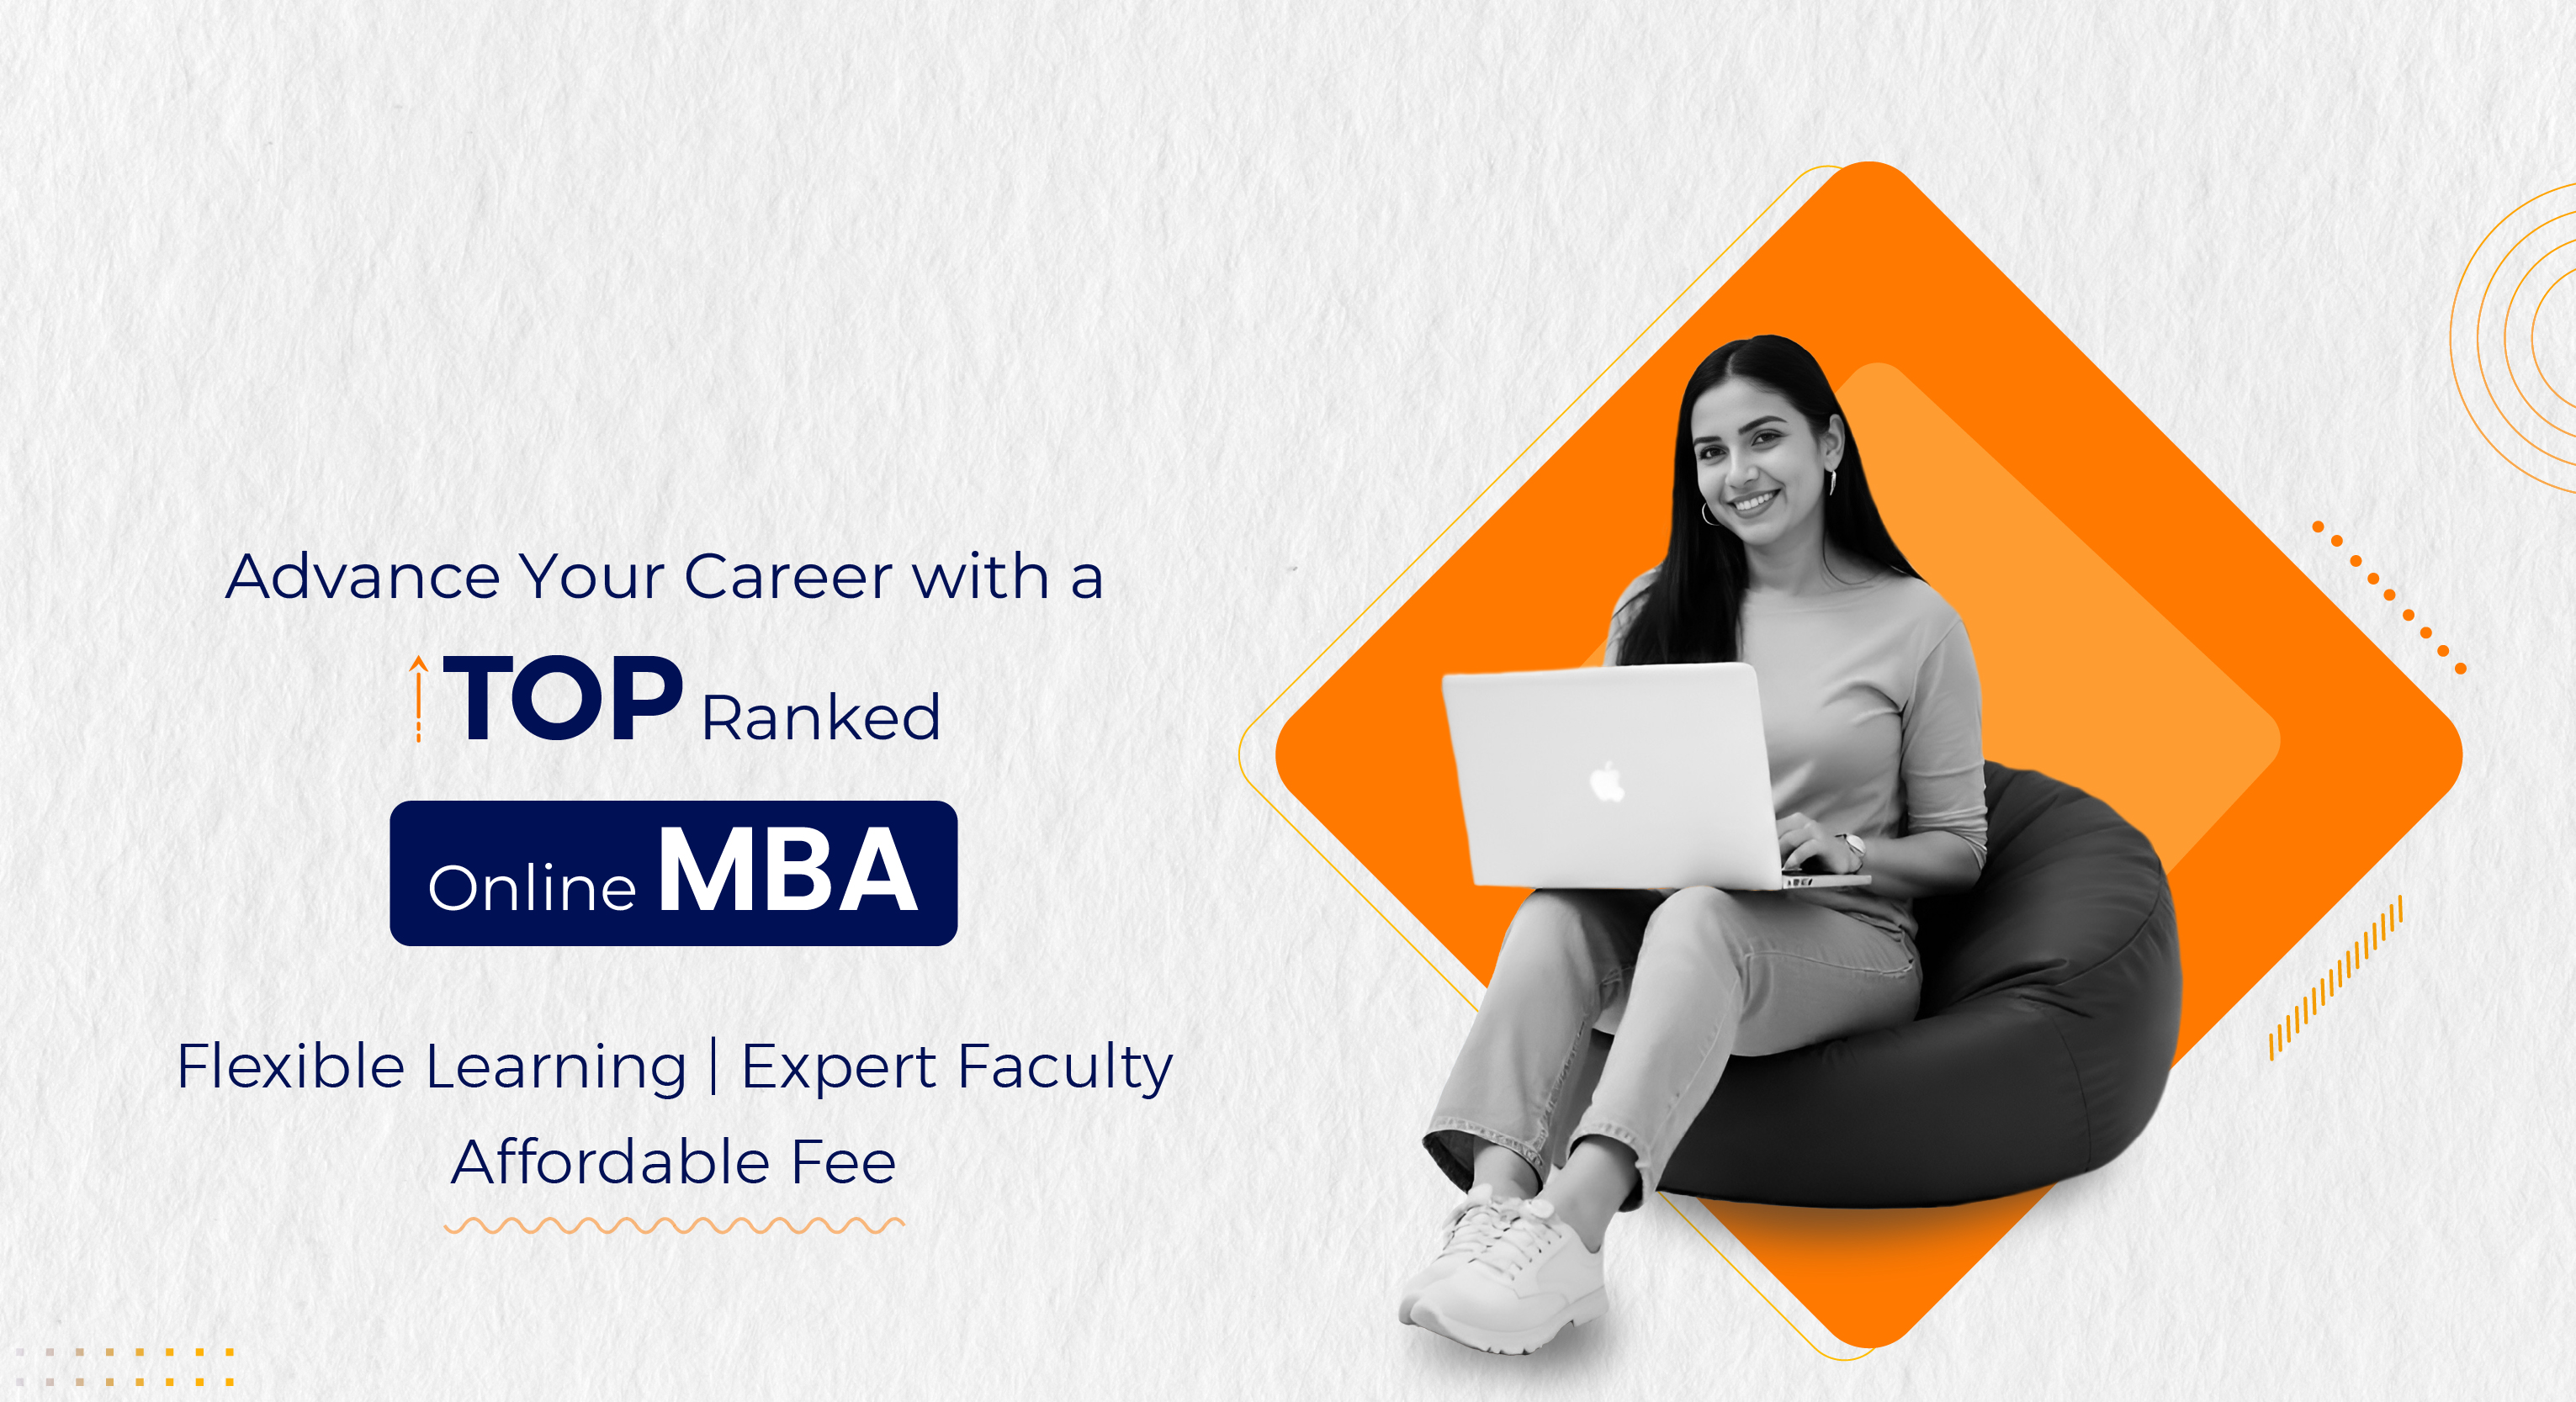 Advance Your Career with a
TOP Ranked
Online MBA
Flexible Learning | Expert Faculty
Affordable Fee